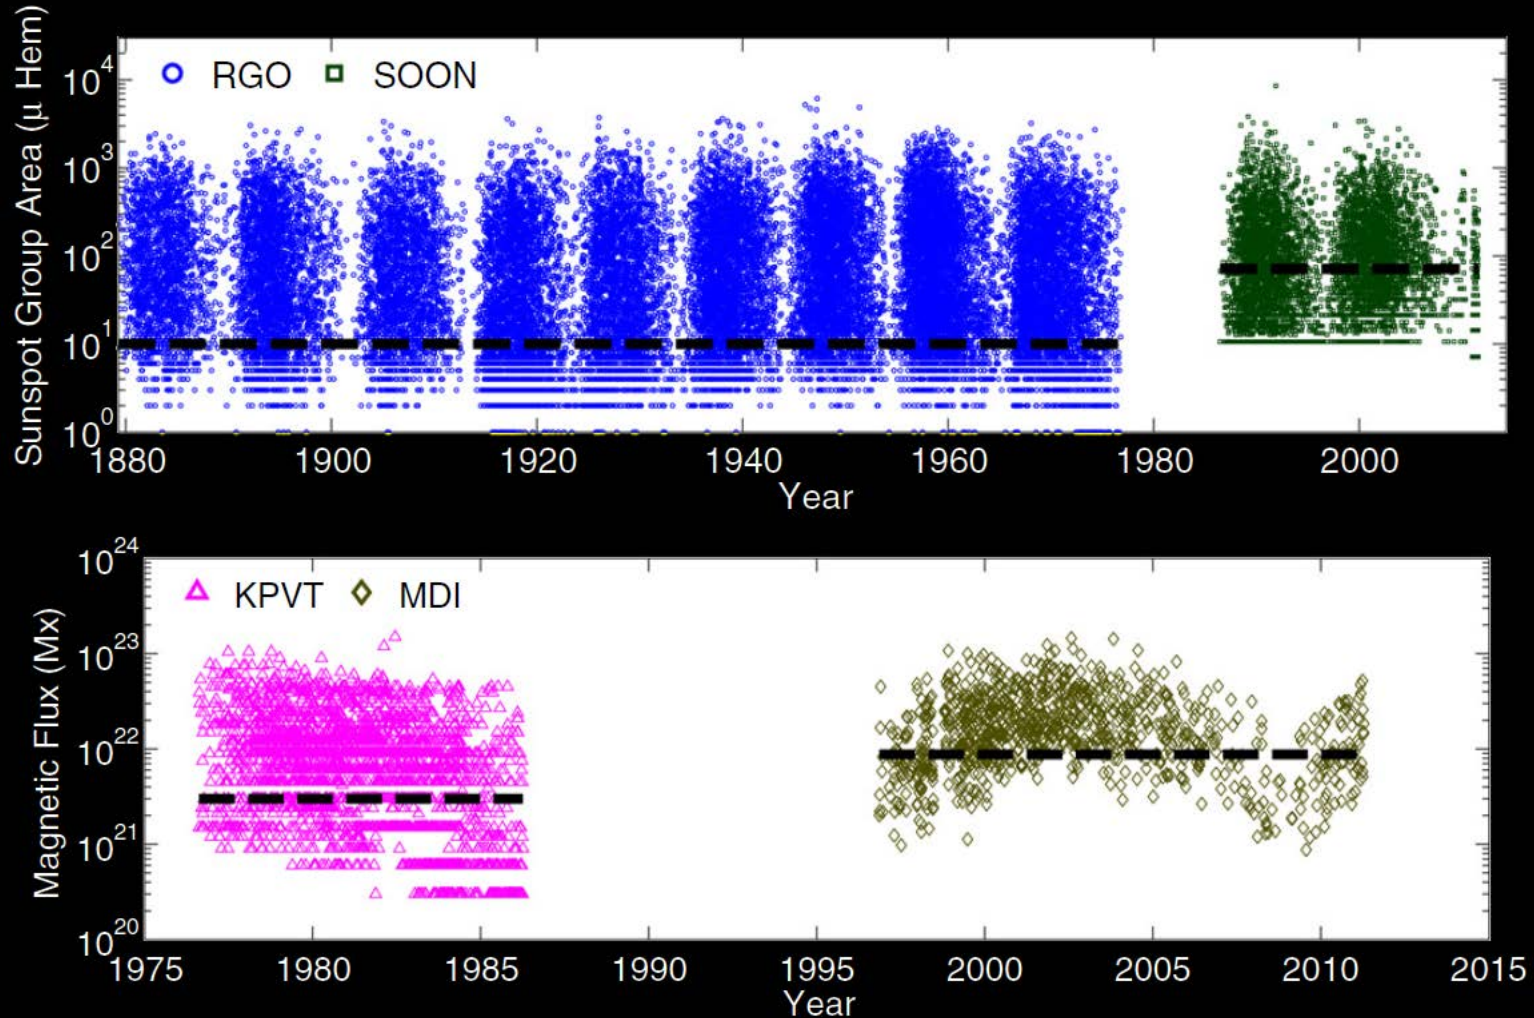 Sunspot Group Area (μ Hem)
10^4
10^3
10^2
10^1
10^0
RGO SOON
1880 1900 1920 1940 1960 1980 2000
Year
Magnetic Flux (Mx)
10^24
10^23
10^22
10^21
10^20
KPVT MDI
1975 1980 1985 1990 1995 2000 2005 2010 2015
Year